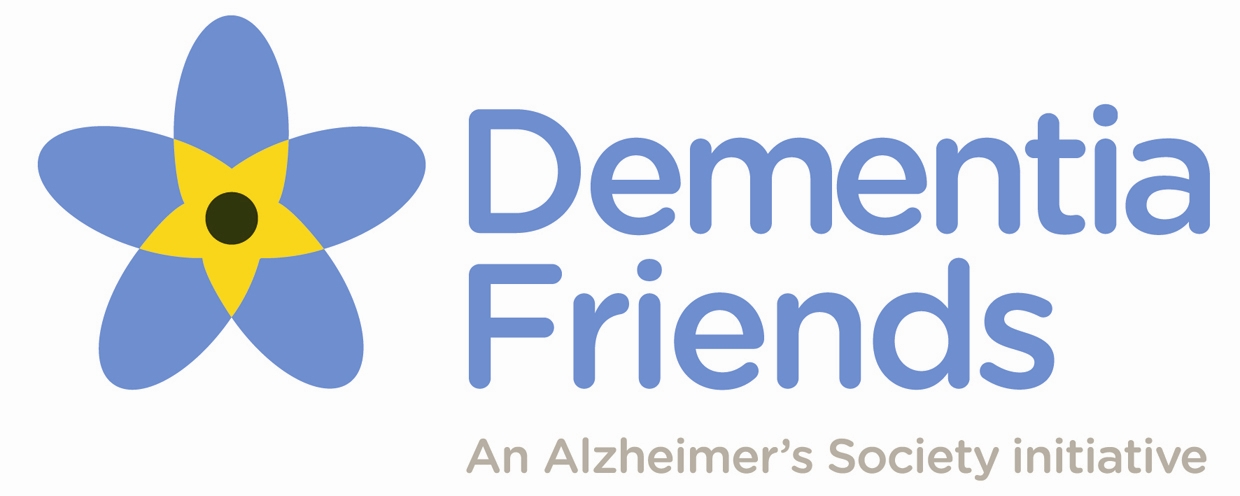 Dementia
Friends
An Alzheimer’s Society initiative